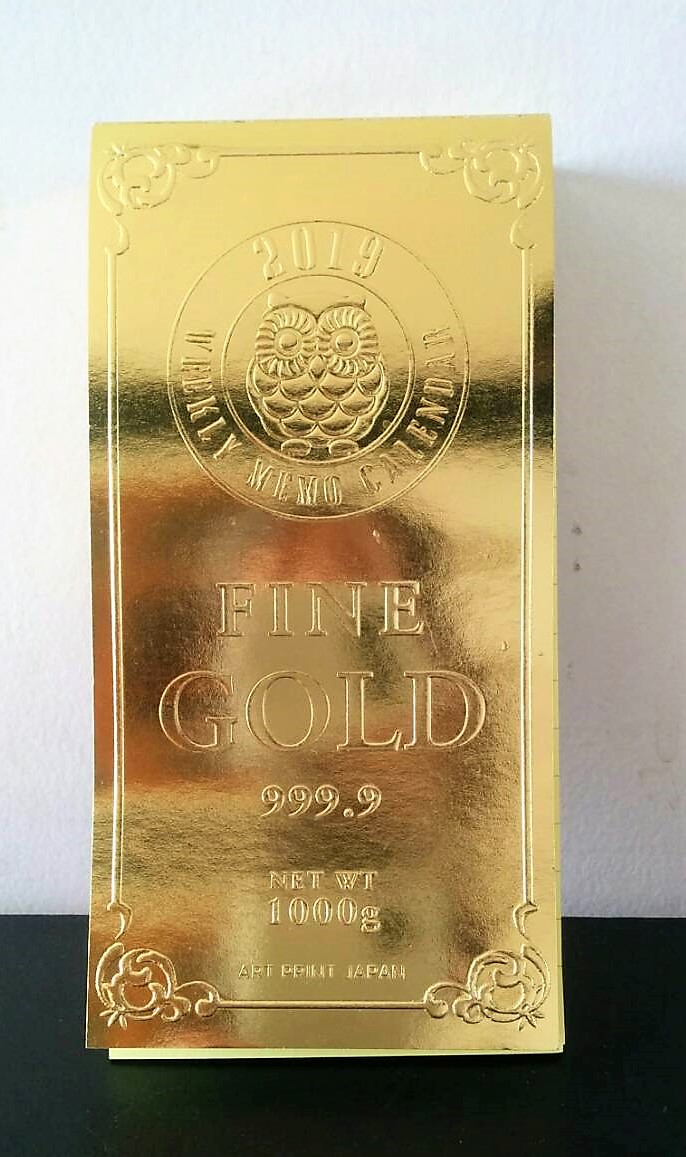 2019
WEEKLY MEMO CALENDAR
FINE
GOLD
999.9
NET WT
1000g
ART PRINT JAPAN